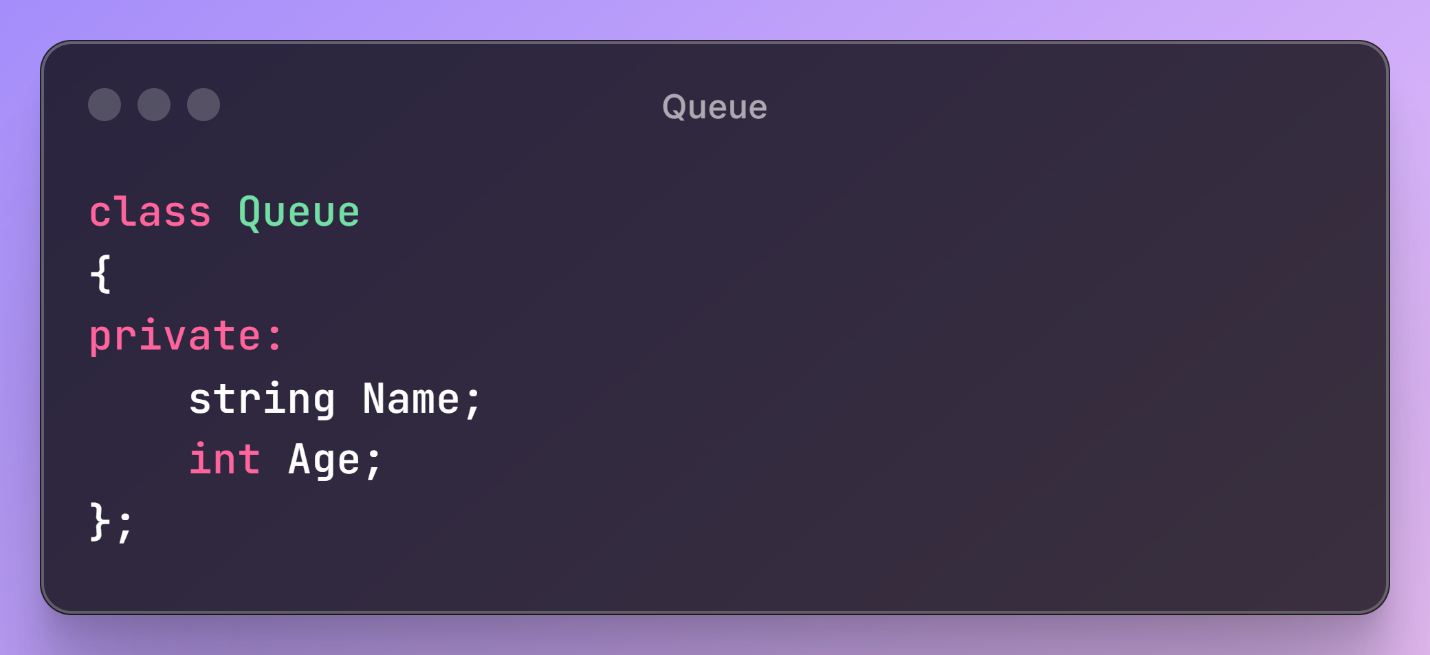 Queue
class Queue
{
private:
    string Name;
    int Age;
};